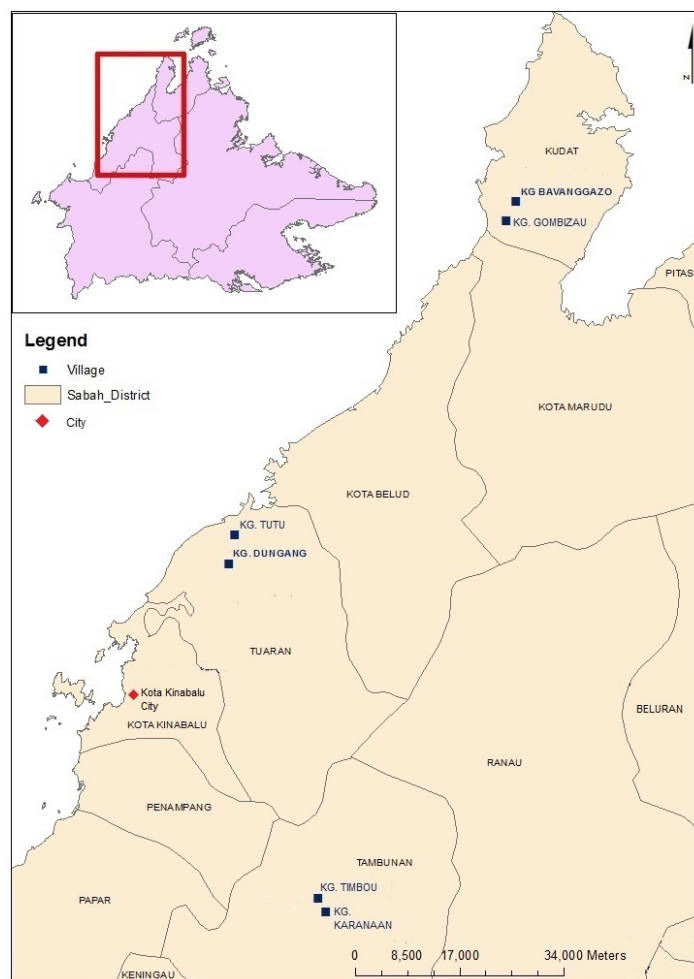 N
KUDAT
KG BAVANGGAZO
KG. GOMBIZAU
PITAS
Legend
Village
Sabah_District
City
KOTA MARUDU
KOTA BELUD
KG. TUTU
KG. DUNGANG
TUARAN
Kota Kinabalu
City
KOTA KINABALU
BELURAN
RANAU
PENAMPANG
TAMBUNAN
KG. TIMBOU
PAPAR
KG.
KARANAAN
KENINGAU
0 8,500 17,000 34,000 Meters